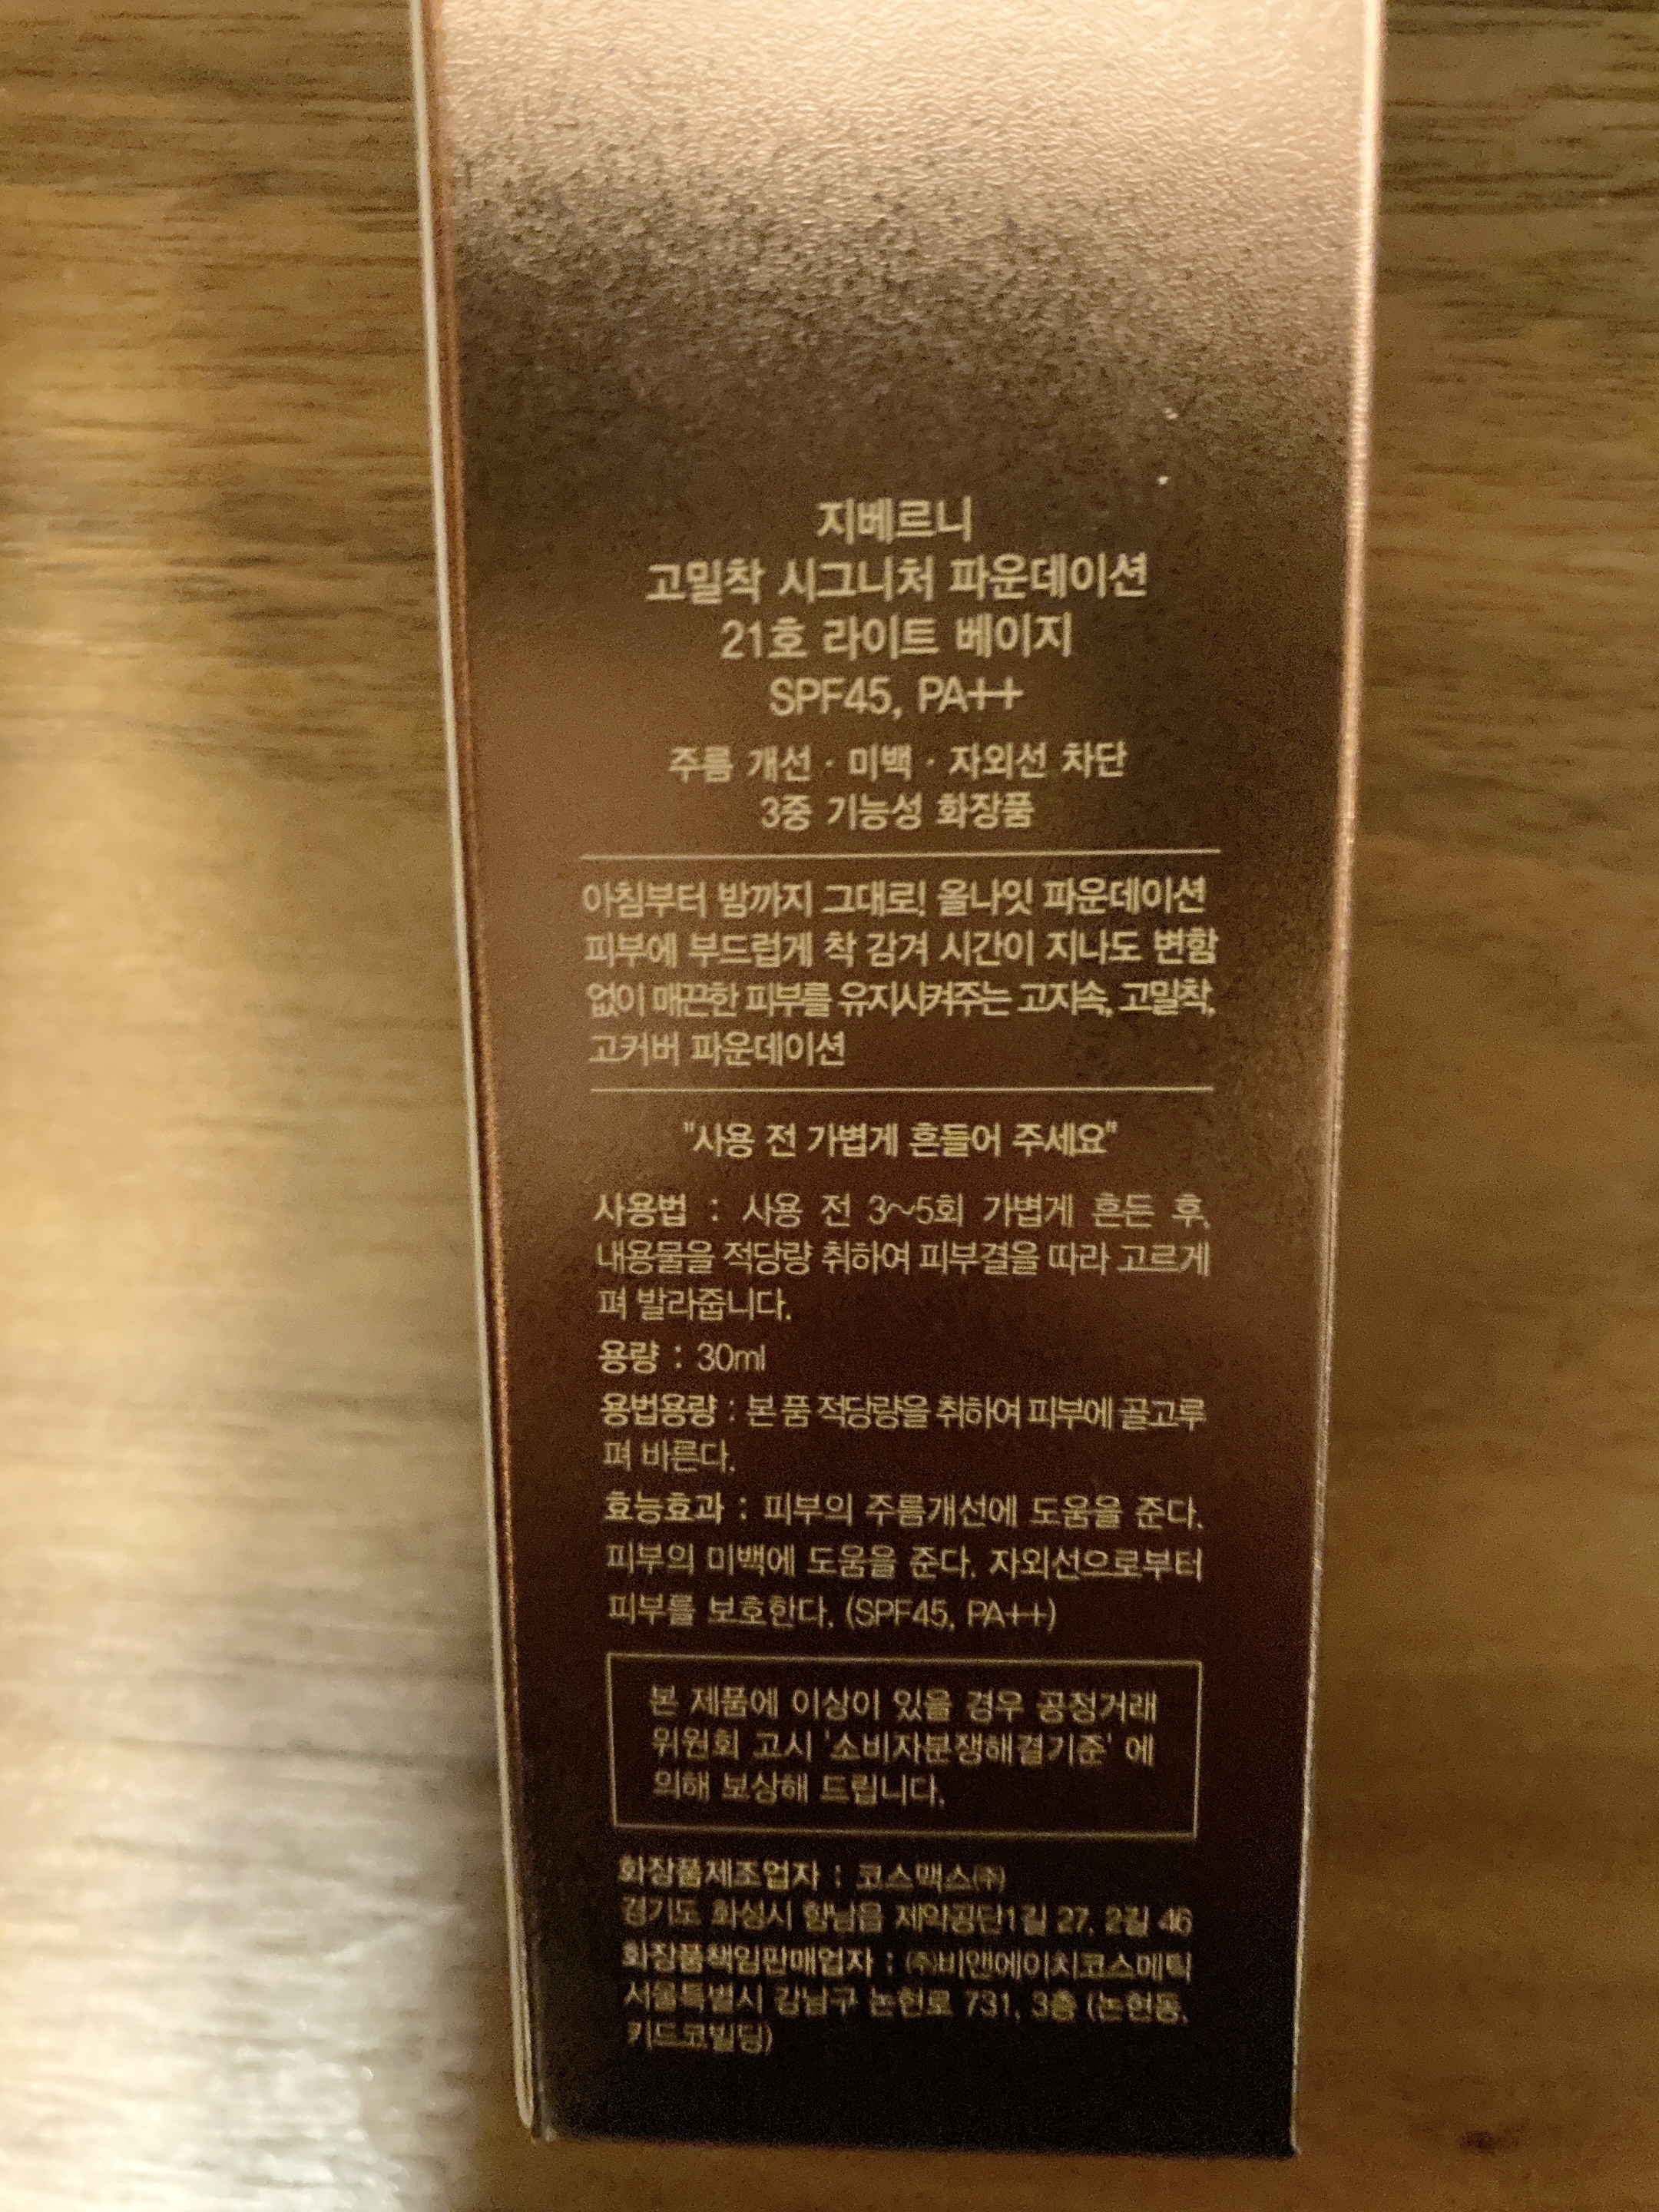 지베르니
고밀착 시그니처 파운데이션
21호 라이트 베이지
SPF45, PA++
주름 개선 · 미백 · 자외선 차단
3중 기능성 화장품
아침부터 밤까지 그대로! 올나잇 파운데이션
피부에 부드럽게 착 감겨 시간이 지나도 변함
없이 매끈한 피부를 유지시켜주는 고지속, 고밀착,
고커버 파운데이션
"사용 전 가볍게 흔들어 주세요"
사용법 : 사용 전 3~5회 가볍게 흔든 후,
내용물을 적당량 취하여 피부결을 따라 고르게
펴 발라줍니다.
용량 : 30ml
용법용량 : 본 품 적당량을 취하여 피부에 골고루
펴 바른다.
효능효과 : 피부의 주름개선에 도움을 준다.
피부의 미백에 도움을 준다. 자외선으로부터
피부를 보호한다. (SPF45, PA++)
본 제품에 이상이 있을 경우 공정거래
위원회 고시 '소비자분쟁해결기준' 에
의해 보상해 드립니다.
화장품제조업자 : 코스맥스㈜
경기도 화성시 향남읍 제약공단1길 27, 2길 46
화장품책임판매업자 : ㈜비앤에이치코스메틱
서울특별시 강남구 논현로 731, 3층 (논현동,
키드코빌딩)